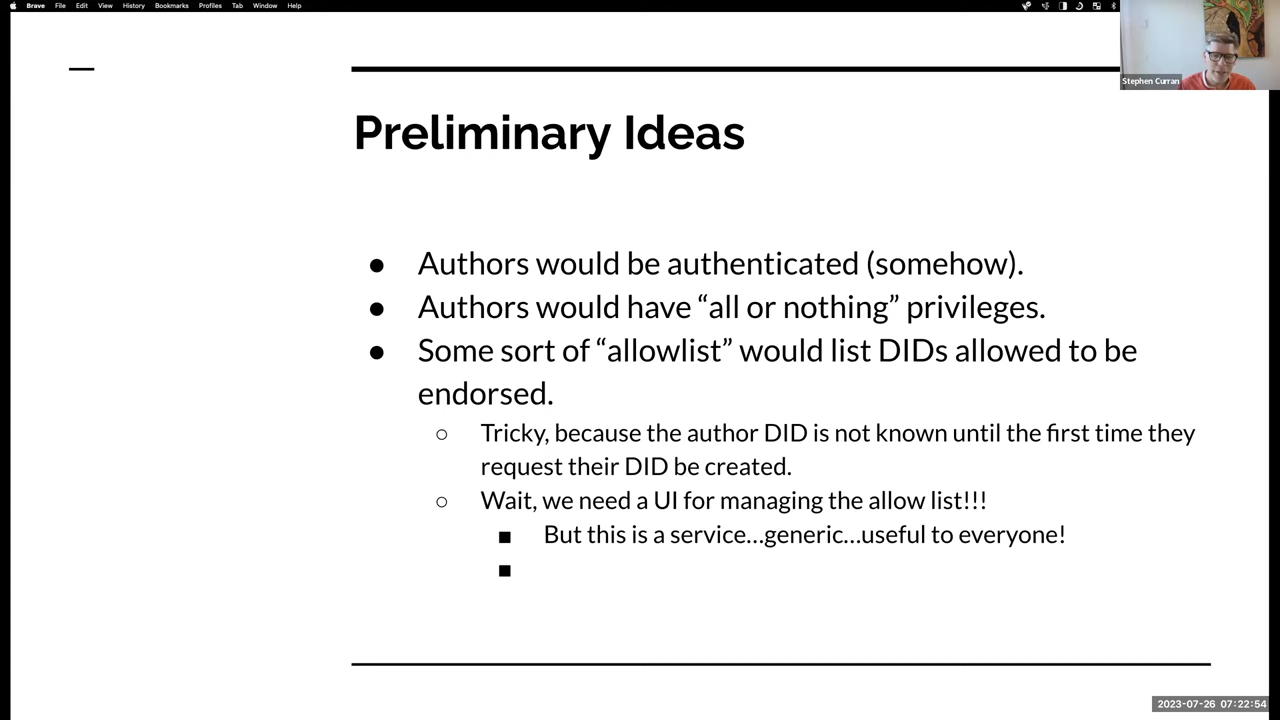 Brave File Edit View History Bookmarks Profiles Tab Window Help
Stephen Curran
Preliminary Ideas
● Authors would be authenticated (somehow).
● Authors would have “all or nothing” privileges.
● Some sort of “allowlist” would list DIDs allowed to be
endorsed.
○ Tricky, because the author DID is not known until the first time they
request their DID be created.
○ Wait, we need a UI for managing the allow list!!!
■ But this is a service…generic…useful to everyone!
■
2023-07-26 07:22:54